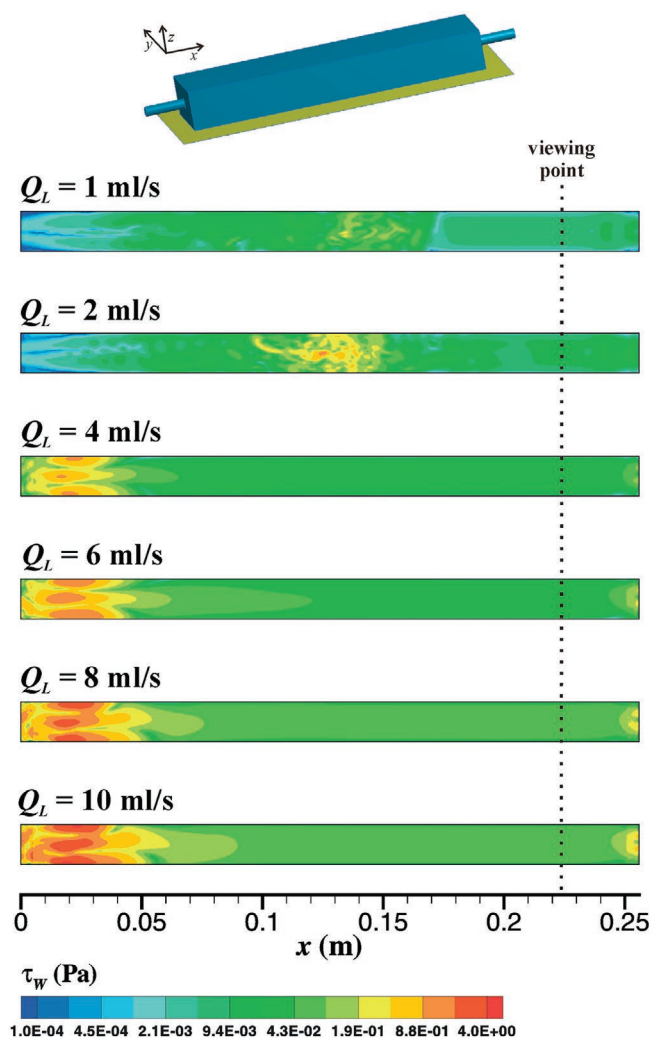 y z x
viewing
point
Q_L = 1 ml/s
Q_L = 2 ml/s
Q_L = 4 ml/s
Q_L = 6 ml/s
Q_L = 8 ml/s
Q_L = 10 ml/s
0 0.05 0.1 0.15 0.2 0.25
x (m)
τ_W (Pa)
1.0E-04 4.5E-04 2.1E-03 9.4E-03 4.3E-02 1.9E-01 8.8E-01 4.0E+00